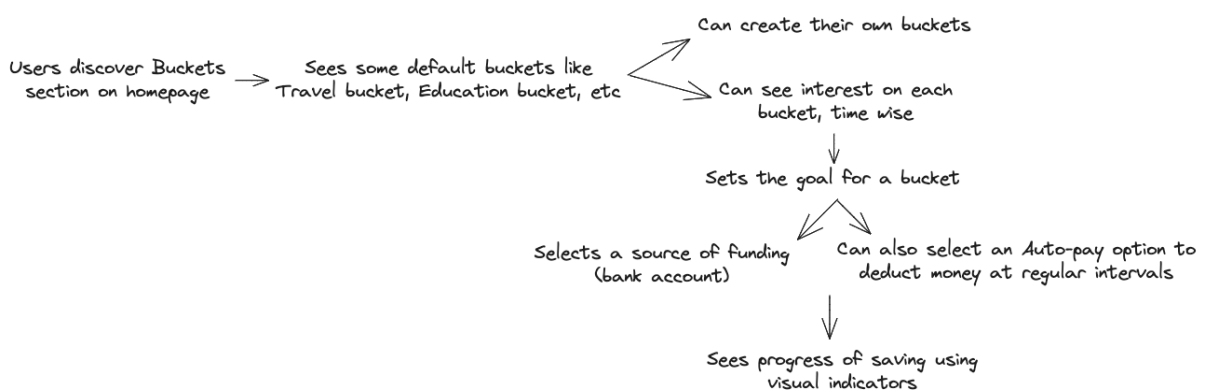 Users discover Buckets
section on homepage
Sees some default buckets like
Travel bucket, Education bucket, etc
Can create their own buckets
Can see interest on each
bucket, time wise
Sets the goal for a bucket
Selects a source of funding
(bank account)
Can also select an Auto-pay option to
deduct money at regular intervals
Sees progress of saving using
visual indicators